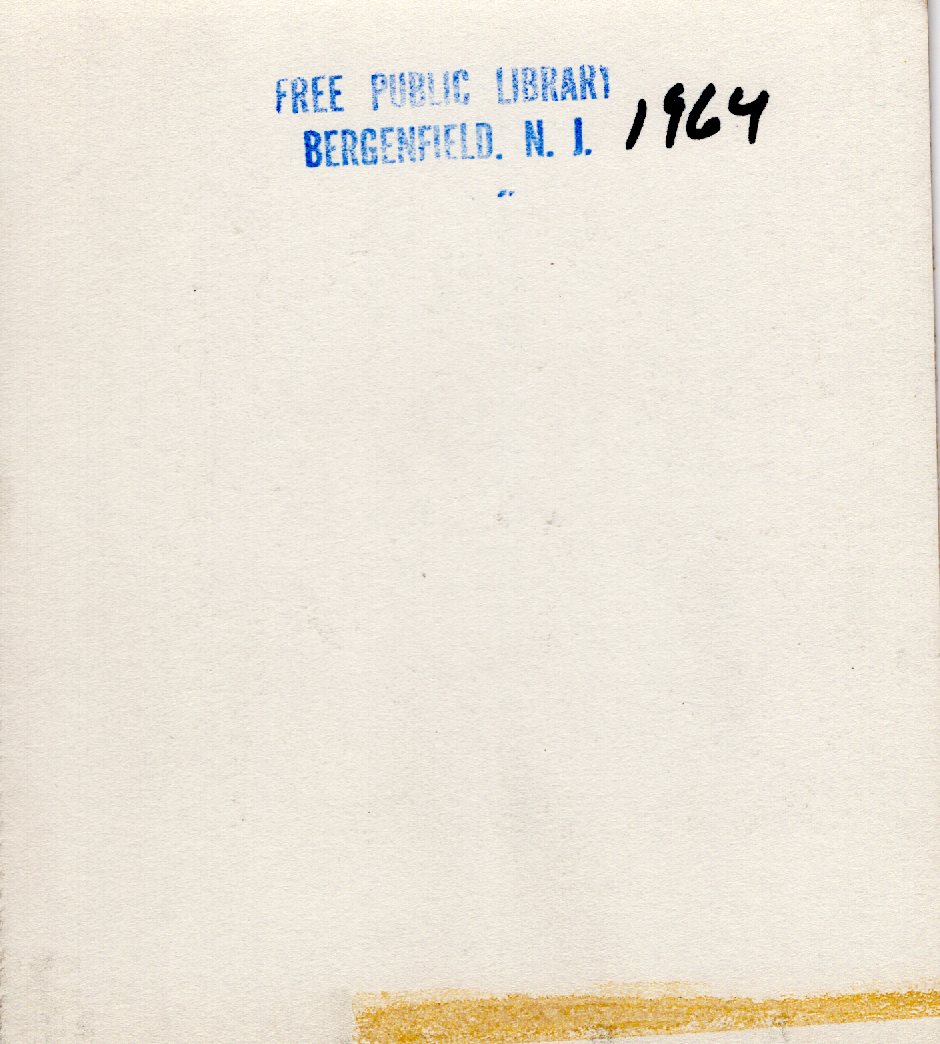 FREE PUBLIC LIBRARY 1964
BERGENFIELD. N. J.